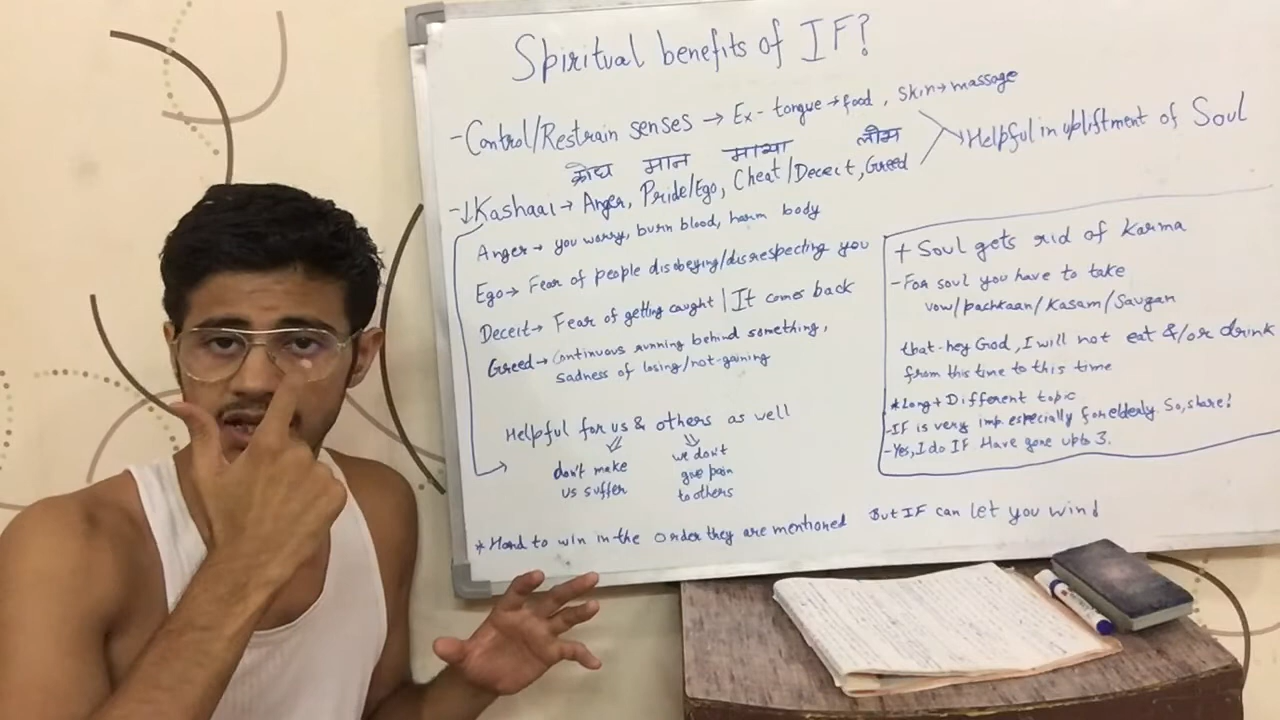 Spiritual benefits of IF?
- Control/Restrain senses → Ex- tongue → food, Skin → massage
क्रोध मान माया लोभ
Helpful in upliftment of Soul
- ↓ Kashaai → Anger, Pride/Ego, Cheat/Deceit, Greed
Anger → you worry, burn blood, harm body
Ego → Fear of people disobeying/disrespecting you
Deceit → Fear of getting caught | It comes back
Greed → Continuous running behind something,
sadness of losing/not-gaining
Helpful for us & others as well
don't make
us suffer
we don't
give pain
to others
+ Soul gets rid of Karma
- For soul you have to take
vow/pachkaan/Kasam/Saugan
that-hey God, I will not eat &/or drink
from this time to this time
*Long + Different topic
- IF is very imp. especially for elderly. So, share!
- Yes, I do IF Have gone upto 3.
* Hard to win in the order they are mentioned But IF can let you win!